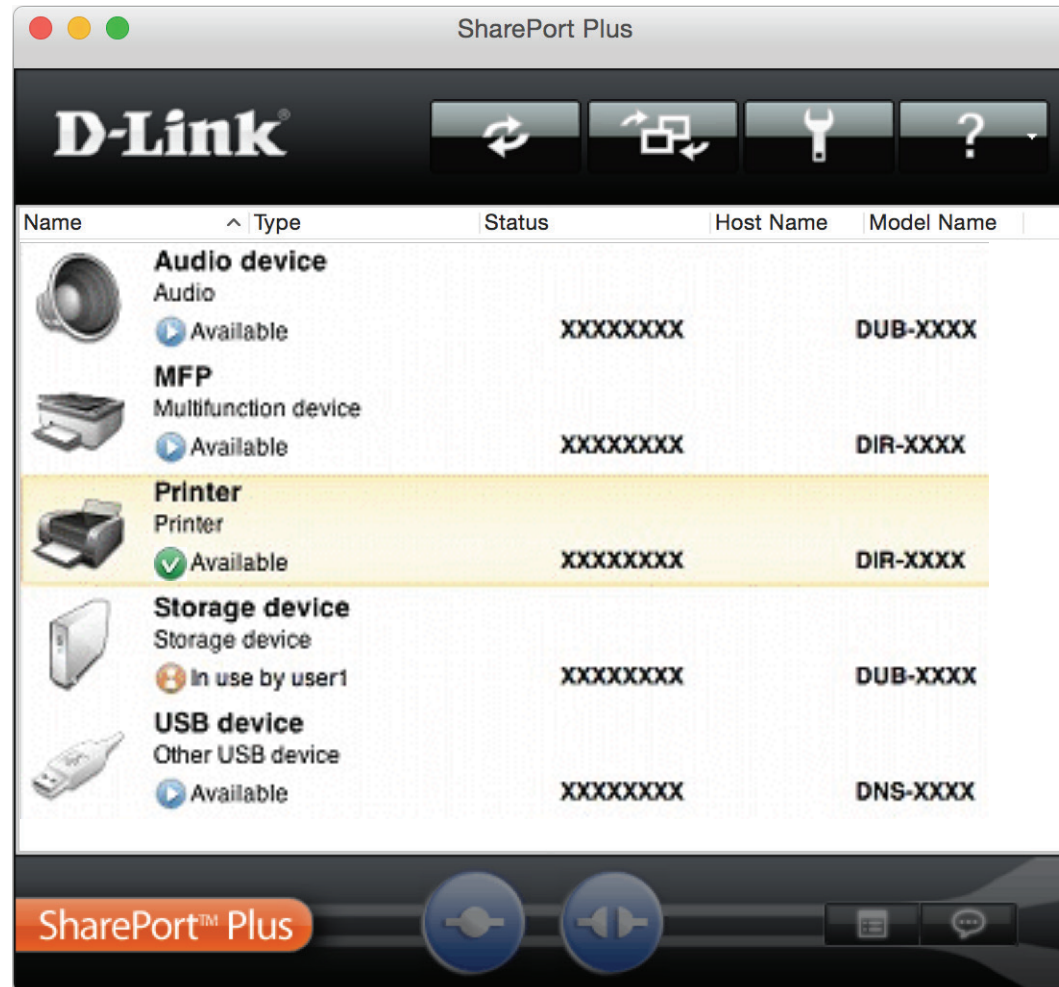 SharePort Plus
D-Link®
?
Name Type Status Host Name Model Name
Audio device
Audio
Available XXXXXXXX DUB-XXXX
MFP
Multifunction device
Available XXXXXXXX DIR-XXXX
Printer
Printer
Available XXXXXXXX DIR-XXXX
Storage device
Storage device
In use by user1 XXXXXXXX DUB-XXXX
USB device
Other USB device
Available XXXXXXXX DNS-XXXX
SharePort™ Plus